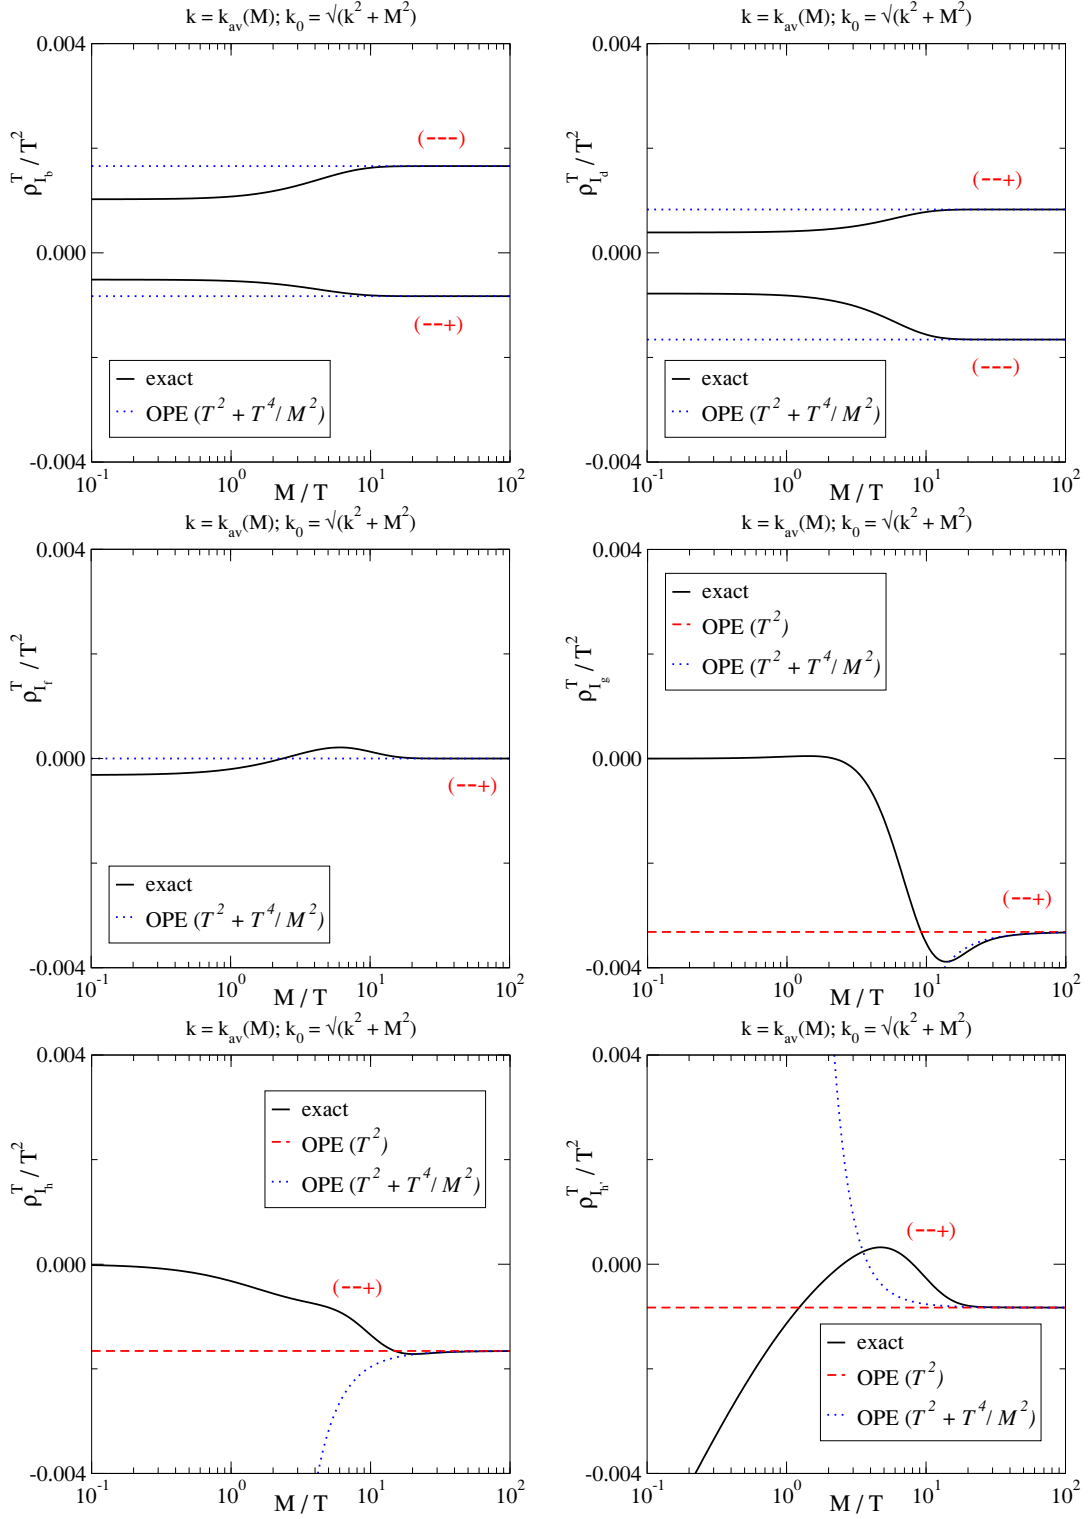 k = k_av(M); k_0 = √(k^2 + M^2)
0.004
0.000
-0.004
ρ^T_{I_b} / T^2
(---)
(--+)
exact
OPE (T^2 + T^4 / M^2)
10^-1 10^0 10^1 10^2
M / T
k = k_av(M); k_0 = √(k^2 + M^2)
0.004
0.000
-0.004
ρ^T_{I_d} / T^2
(--+)
(---)
exact
OPE (T^2 + T^4 / M^2)
10^-1 10^0 10^1 10^2
M / T
k = k_av(M); k_0 = √(k^2 + M^2)
0.004
0.000
-0.004
ρ^T_{I_f} / T^2
(--+)
exact
OPE (T^2 + T^4 / M^2)
10^-1 10^0 10^1 10^2
M / T
k = k_av(M); k_0 = √(k^2 + M^2)
0.004
0.000
-0.004
ρ^T_{I_g} / T^2
exact
OPE (T^2)
OPE (T^2 + T^4 / M^2)
(--+)
10^-1 10^0 10^1 10^2
M / T
k = k_av(M); k_0 = √(k^2 + M^2)
0.004
0.000
-0.004
ρ^T_{I_h} / T^2
exact
OPE (T^2)
OPE (T^2 + T^4 / M^2)
(--+)
10^-1 10^0 10^1 10^2
M / T
k = k_av(M); k_0 = √(k^2 + M^2)
0.004
0.000
-0.004
ρ^T_{I_h'} / T^2
(--+)
exact
OPE (T^2)
OPE (T^2 + T^4 / M^2)
10^-1 10^0 10^1 10^2
M / T